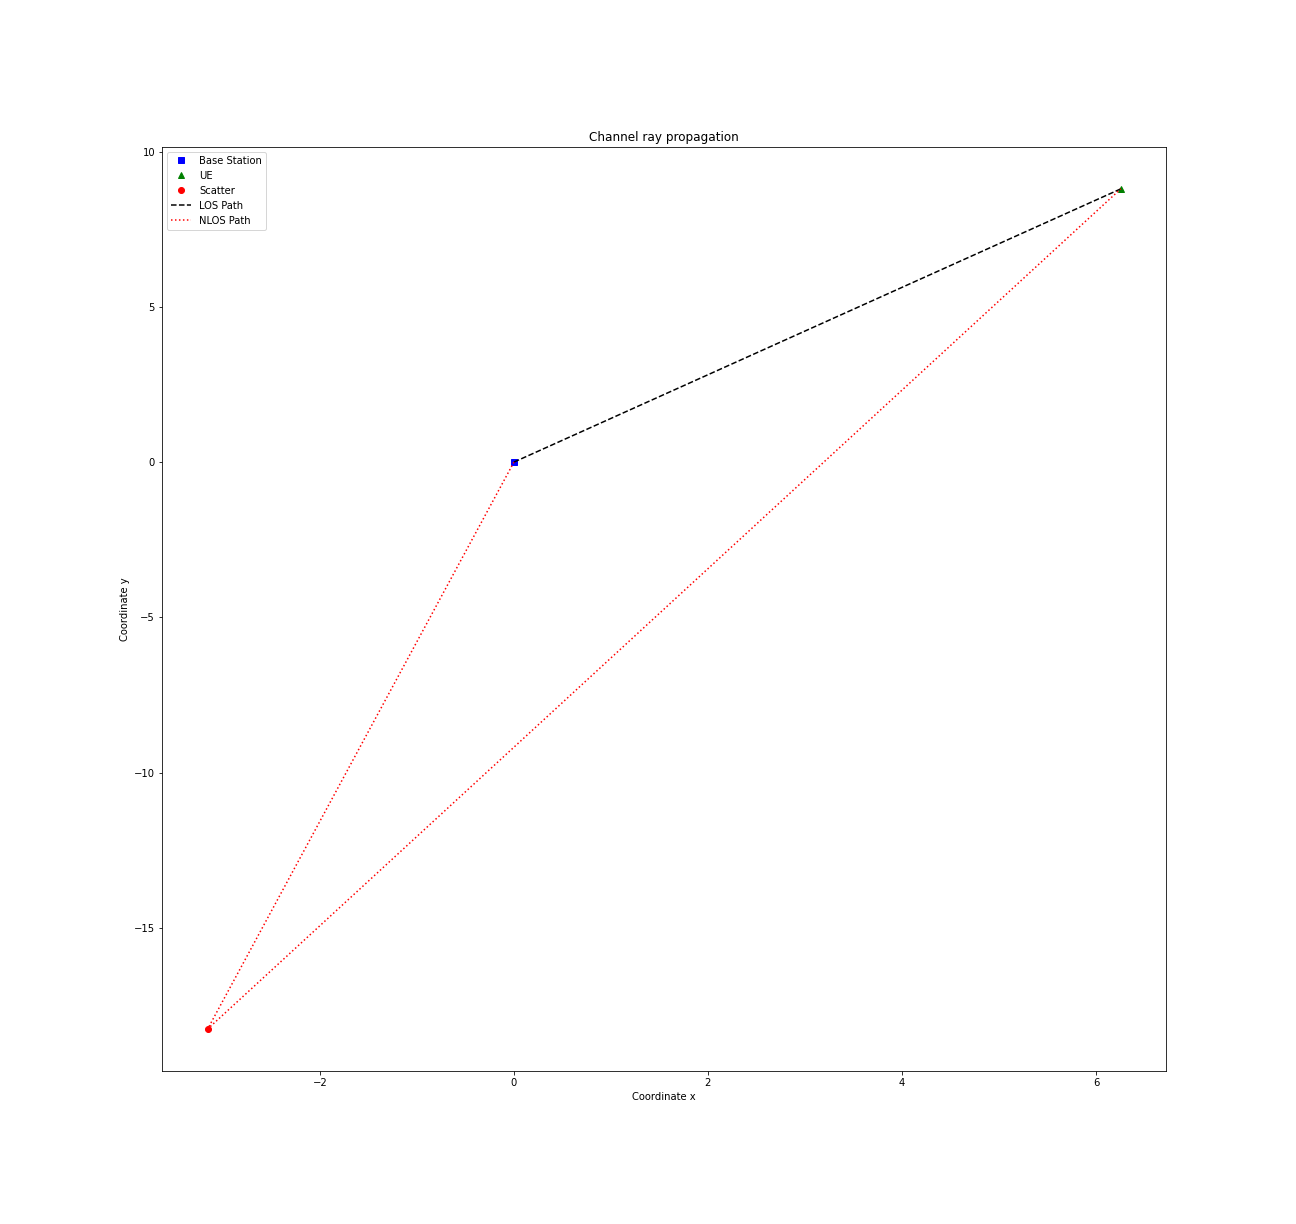 Channel ray propagation
Base Station
UE
Scatter
LOS Path
NLOS Path
10
5
0
−5
−10
−15
Coordinate y
−2
0
2
4
6
Coordinate x